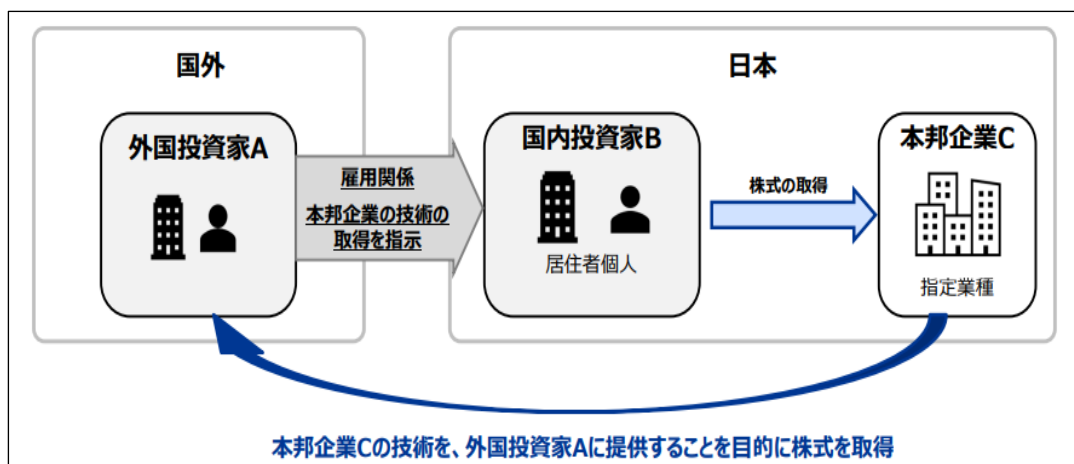 国外
日本
外国投資家A
雇用関係
本邦企業の技術の
取得を指示
国内投資家B
居住者個人
株式の取得
本邦企業C
指定業種
本邦企業Cの技術を、外国投資家Aに提供することを目的に株式を取得